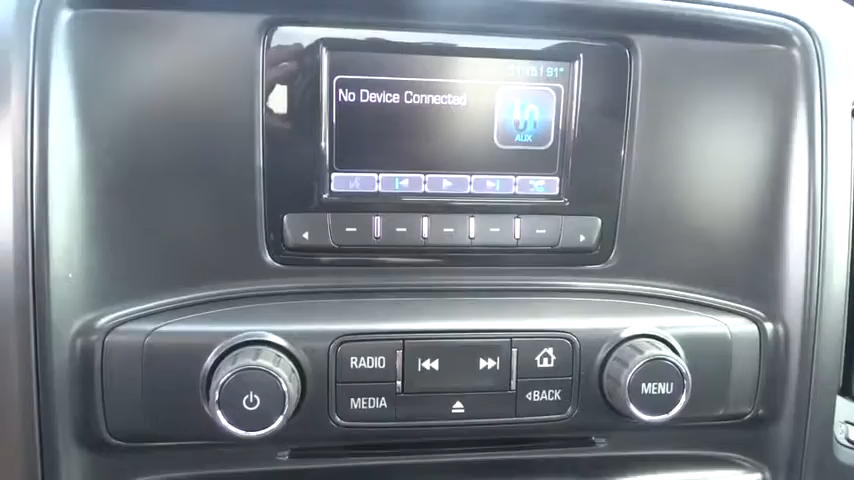 No Device Connected
AUX
RADIO
MEDIA
BACK
MENU